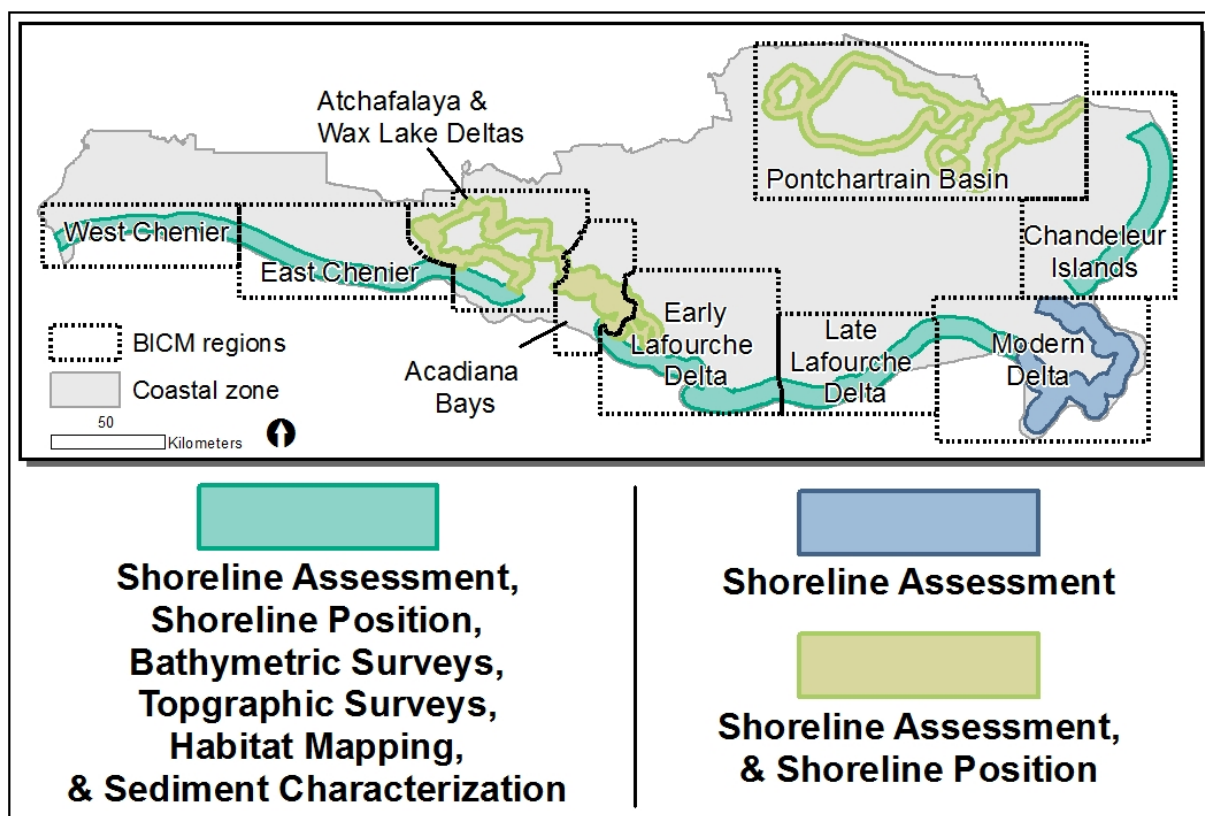 Atchafalaya &
Wax Lake Deltas
Pontchartrain Basin
West Chenier
East Chenier
Chandeleur
Islands
Early
Lafourche
Delta
Late
Lafourche
Delta
Modern
Delta
Acadiana
Bays
BICM regions
Coastal zone
50
Kilometers
Shoreline Assessment,
Shoreline Position,
Bathymetric Surveys,
Topgraphic Surveys,
Habitat Mapping,
& Sediment Characterization
Shoreline Assessment
Shoreline Assessment,
& Shoreline Position